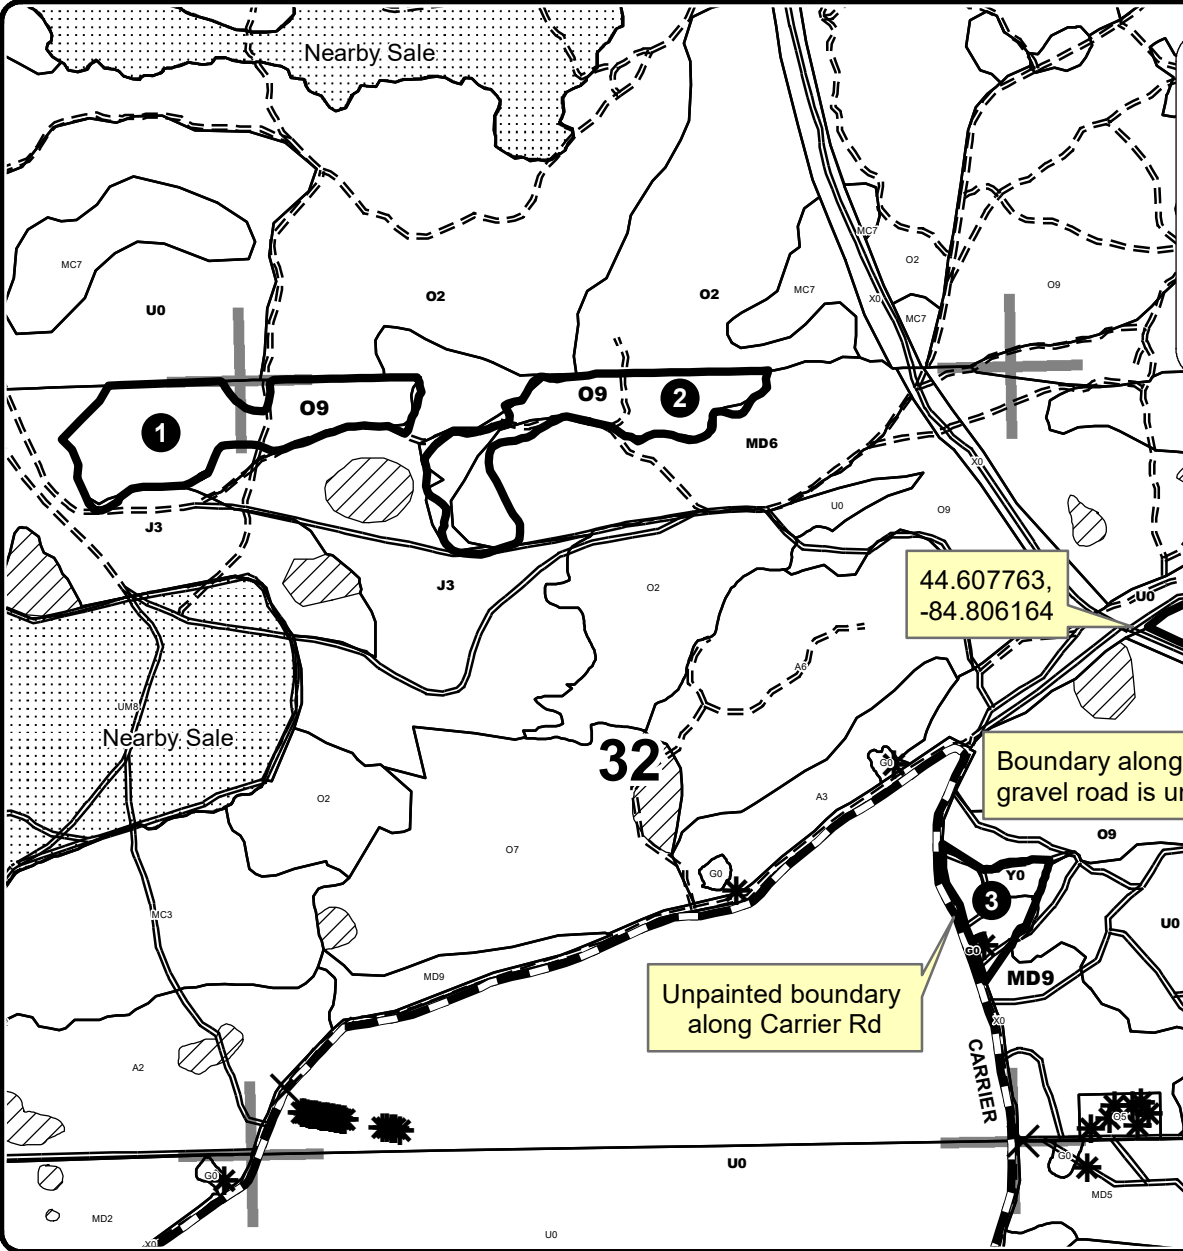 Nearby Sale
MC7
O2
MC7
U0
O2
O2
MC7
X0
MC7
O9
1
O9
O9
2
MD6
X0
J3
U0
O9
J3
O2
44.607763,
-84.806164
U0
A6
UM8
Nearby Sale
32
Boundary along
gravel road is
G0
O2
A3
O9
O7
G0
Y0
3
MC3
U0
G0
MD9
MD9
Unpainted boundary
along Carrier Rd
X0
CARRIER
A2
U0
G0
G0
MD5
MD2
U0
X0